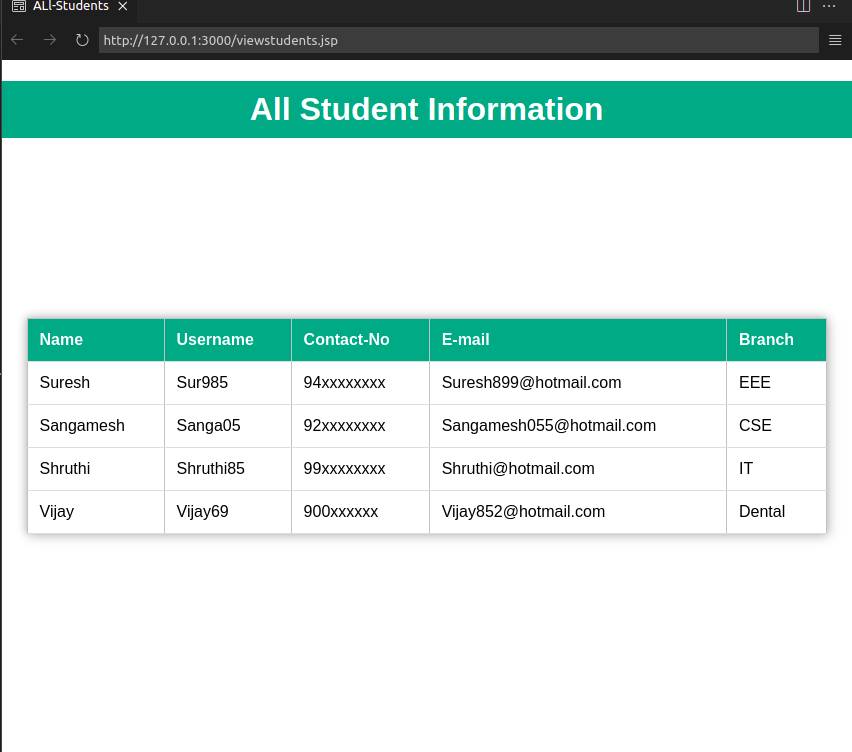 ALl-Students
http://127.0.0.1:3000/viewstudents.jsp
All Student Information
Name Username Contact-No E-mail Branch
Suresh Sur985 94xxxxxxxx Suresh899@hotmail.com EEE
Sangamesh Sanga05 92xxxxxxxx Sangamesh055@hotmail.com CSE
Shruthi Shruthi85 99xxxxxxxx Shruthi@hotmail.com IT
Vijay Vijay69 900xxxxxx Vijay852@hotmail.com Dental